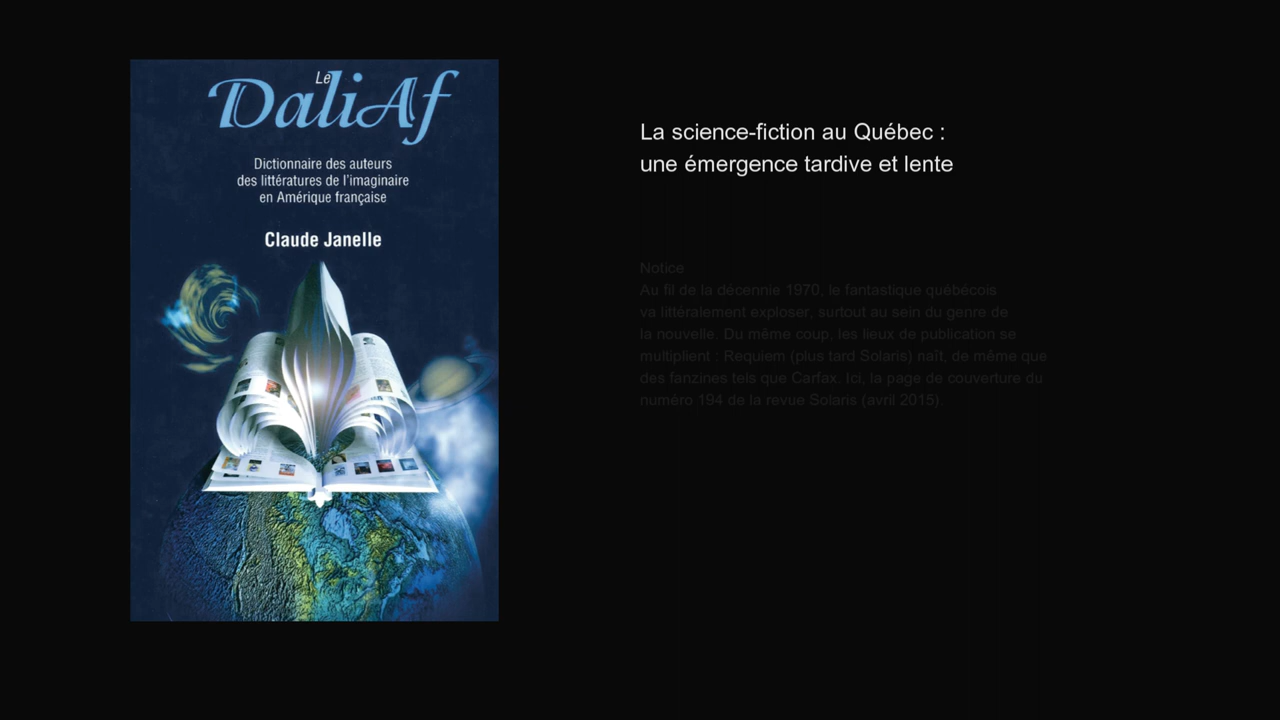 Le
DaliAf
Dictionnaire des auteurs
des littératures de l'imaginaire
en Amérique française
Claude Janelle
La science-fiction au Québec :
une émergence tardive et lente
Notice
Au fil de la décennie 1970, le fantastique québécois
va littéralement exploser, surtout au sein du genre de
la nouvelle. Du même coup, les lieux de publication se
multiplient : Requiem (plus tard Solaris) naît, de même que
des fanzines tels que Carfax. Ici, la page de couverture du
numéro 194 de la revue Solaris (avril 2015).